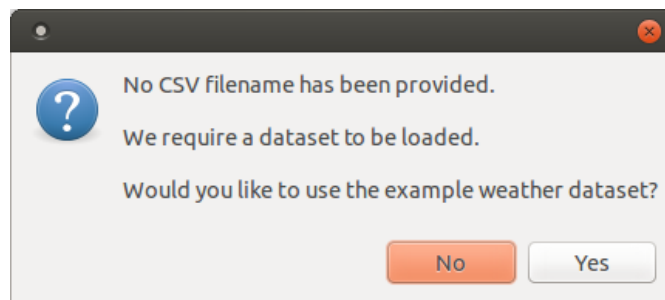 No CSV filename has been provided.
We require a dataset to be loaded.
Would you like to use the example weather dataset?
No
Yes